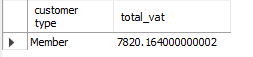 customer
type
total_vat
Member
7820.164000000002